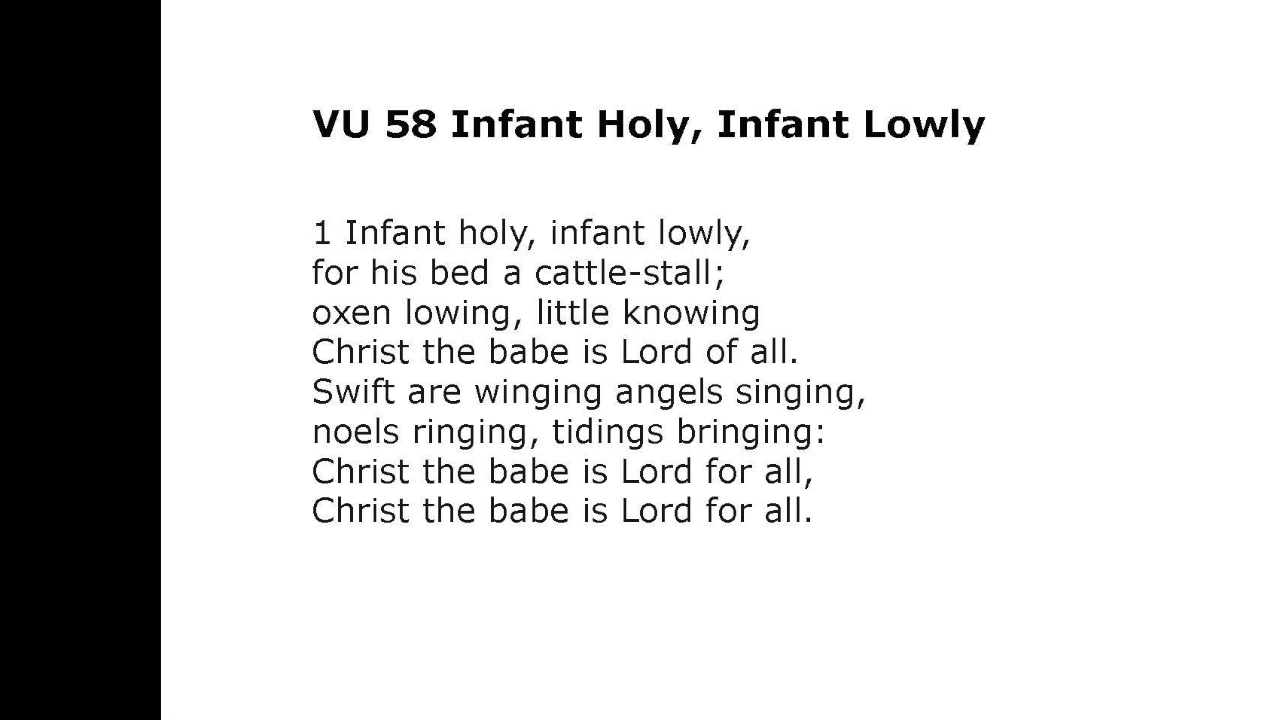 VU 58 Infant Holy, Infant Lowly
1 Infant holy, infant lowly,
for his bed a cattle-stall;
oxen lowing, little knowing
Christ the babe is Lord of all.
Swift are winging angels singing,
noels ringing, tidings bringing:
Christ the babe is Lord for all,
Christ the babe is Lord for all.